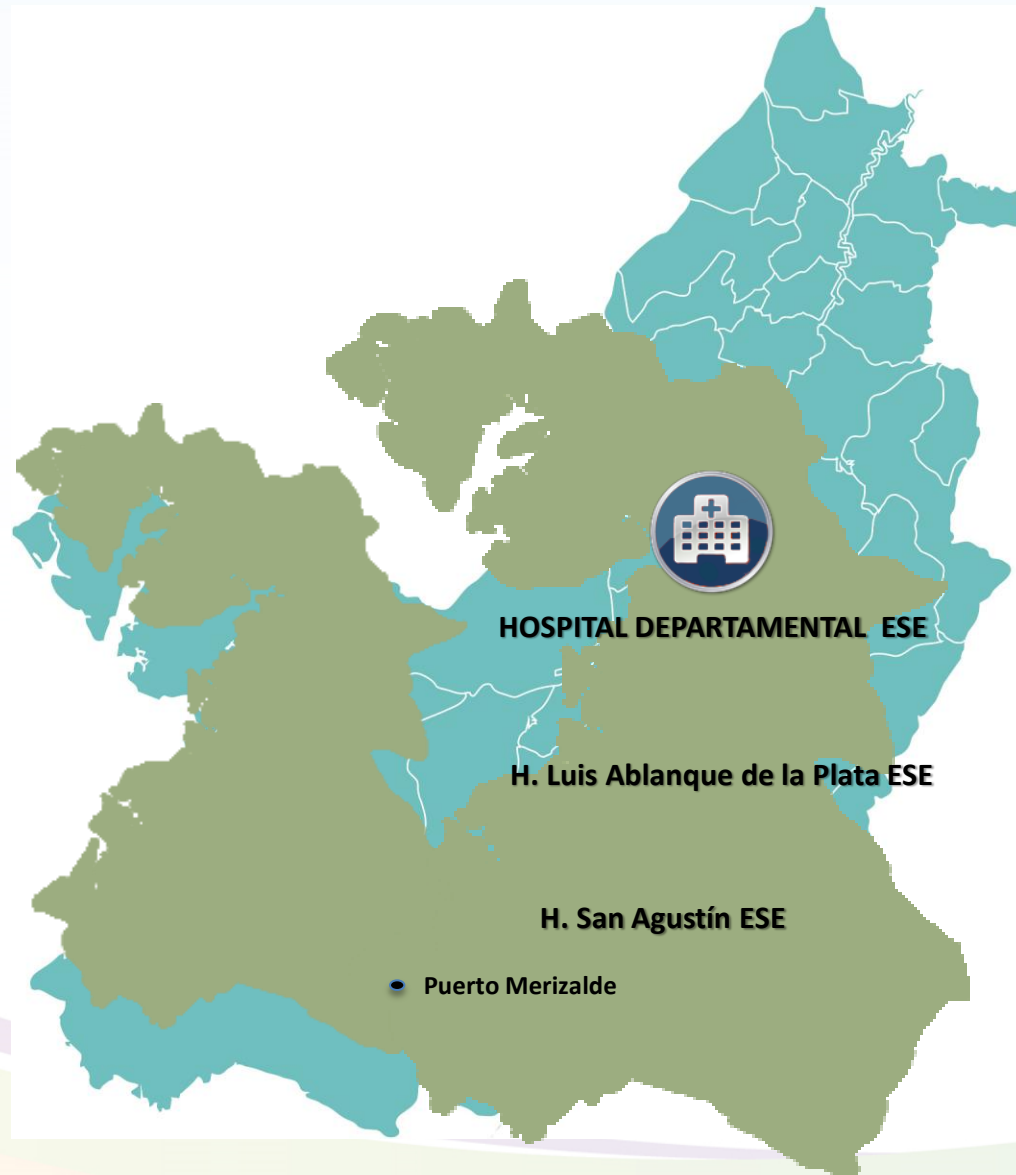 HOSPITAL DEPARTAMENTAL ESE
H. Luis Ablanque de la Plata ESE
H. San Agustín ESE
Puerto Merizalde